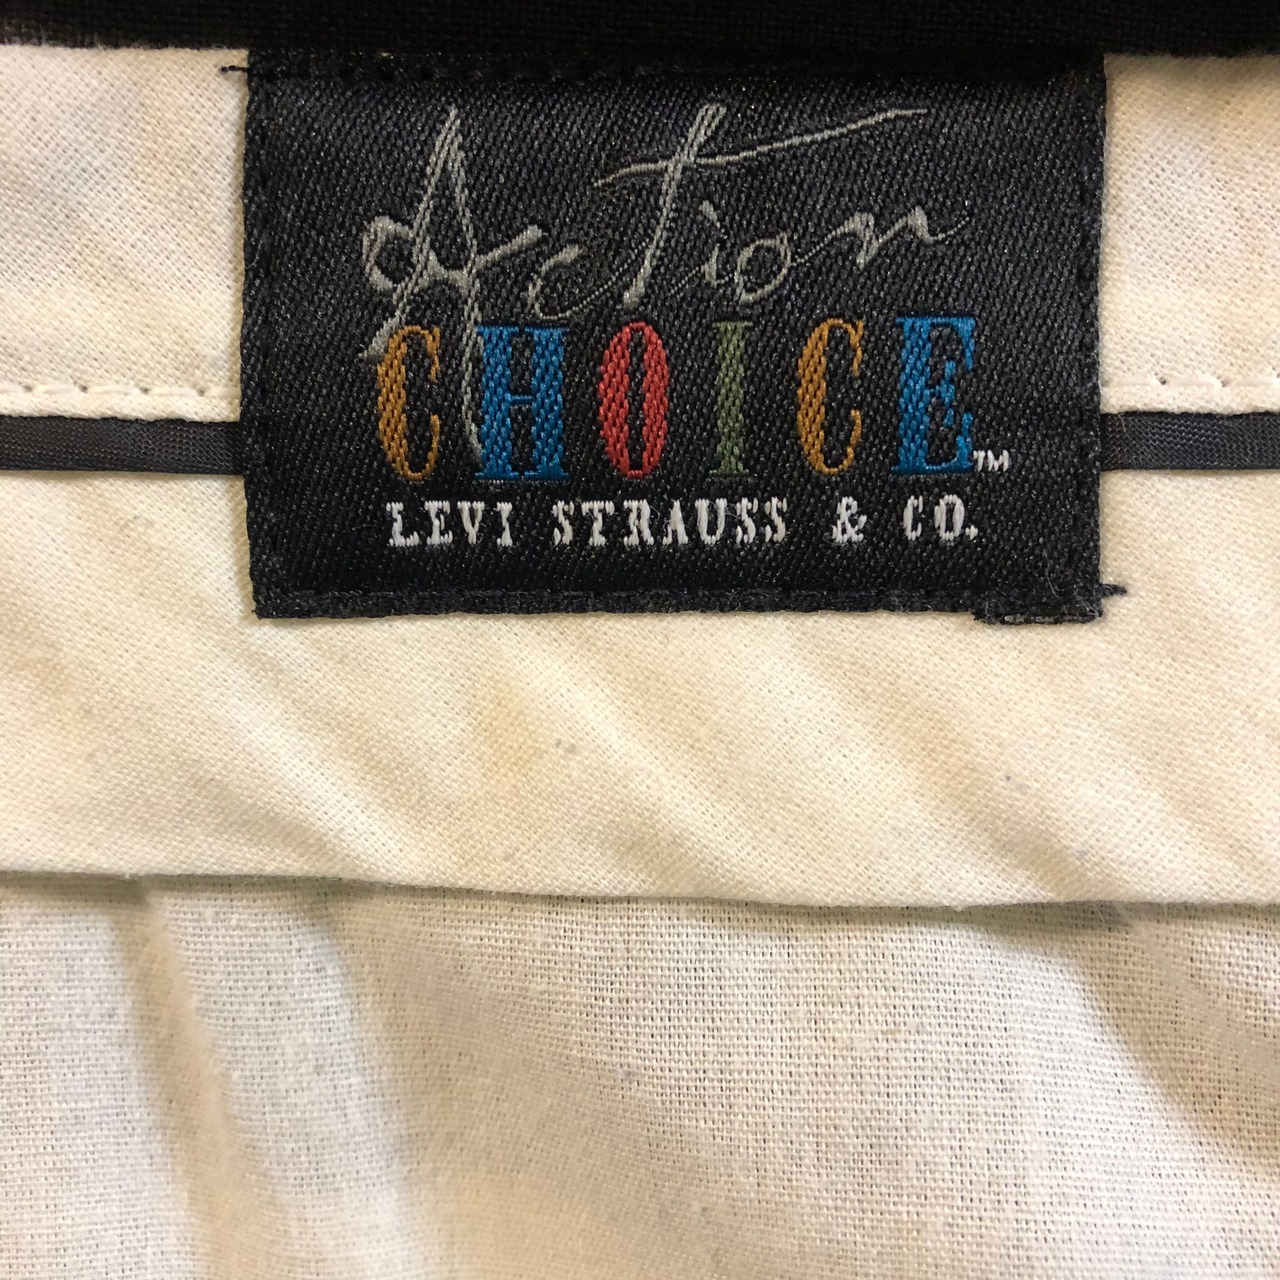 Action
CHOICE™
LEVI STRAUSS & CO.